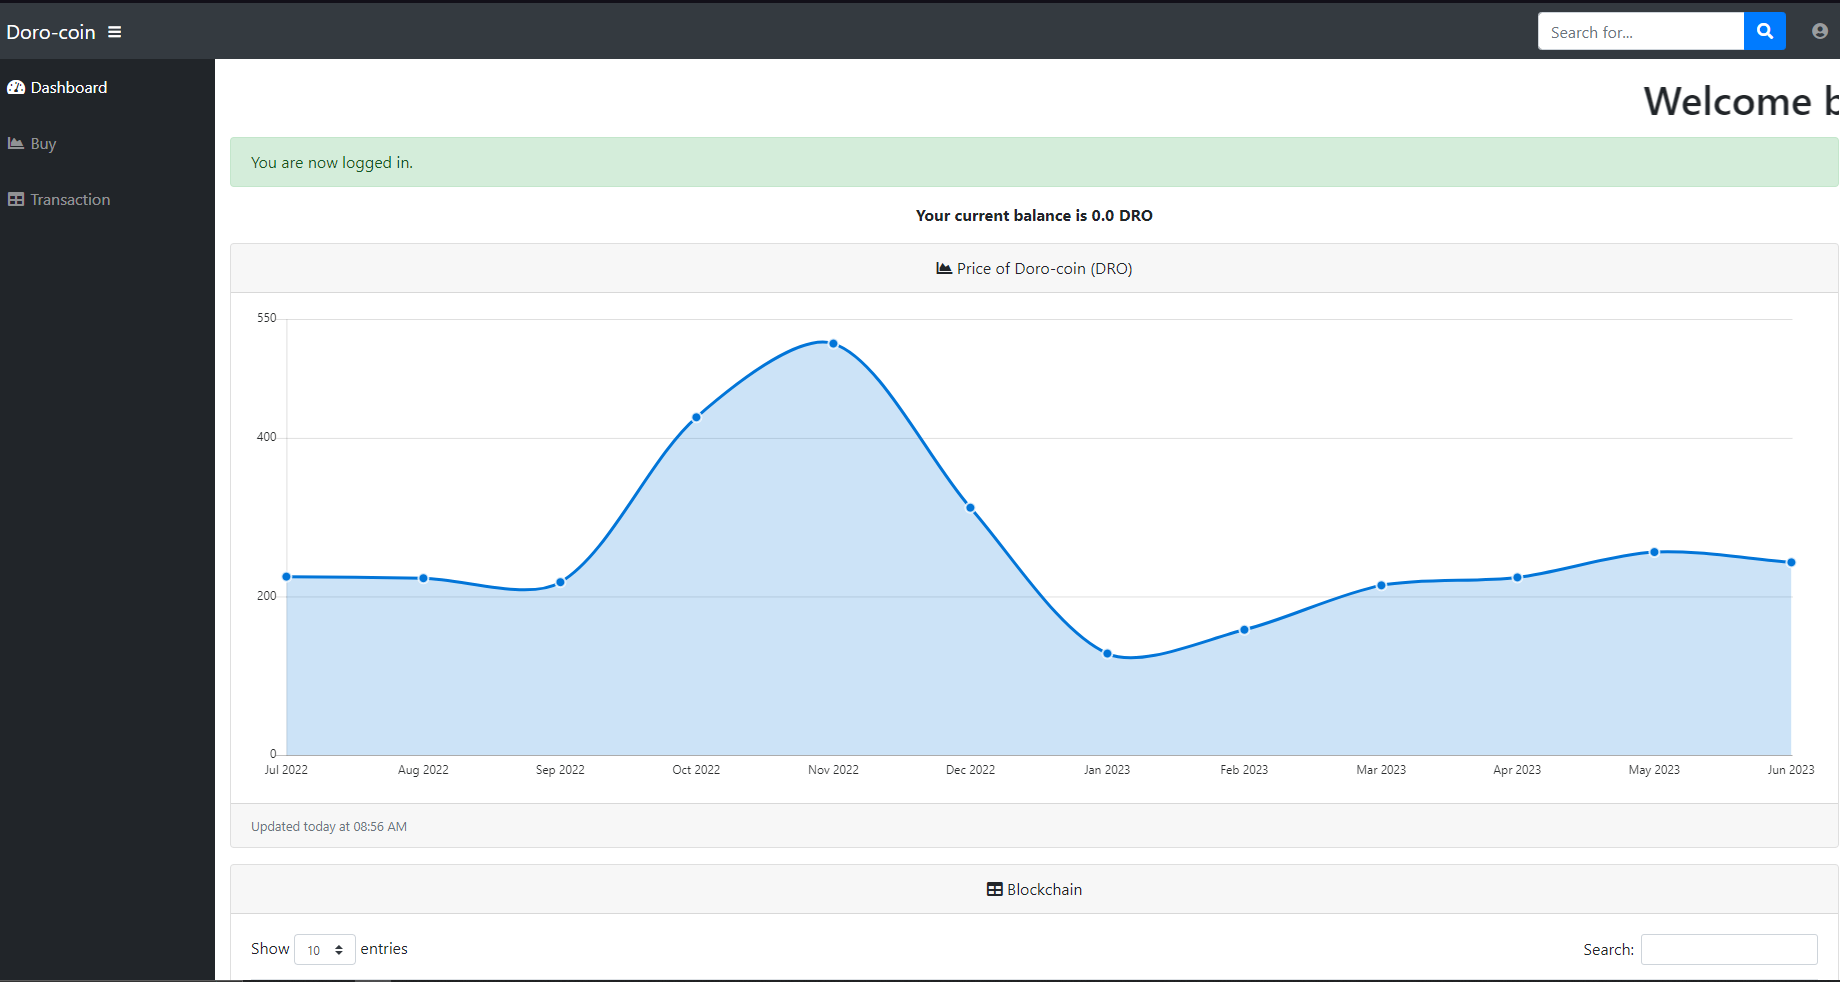 Doro-coin
Search for...
Dashboard
Buy
Transaction
Welcome
You are now logged in.
Your current balance is 0.0 DRO
Price of Doro-coin (DRO)
550
400
200
0
Jul 2022 Aug 2022 Sep 2022 Oct 2022 Nov 2022 Dec 2022 Jan 2023 Feb 2023 Mar 2023 Apr 2023 May 2023 Jun 2023
Updated today at 08:56 AM
Blockchain
Show 10 entries Search: